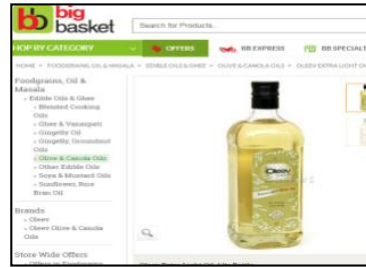 bb big
basket
Search for Products..
HOP BY CATEGORY
OFFERS
BB EXPRESS
BB SPECIALT
HOME > FOODGRAINS, OIL & MASALA > EDIBLE OILS & GHEE > OLIVE & CANOLA OILS > OLEEV EXTRA LIGHT OL
Foodgrains, Oil &
Masala
Edible Oils & Ghee
Blended Cooking
Oils
Ghee & Vanaspati
Gingelly Oil
Gingelly, Groundnut
Oils
Olive & Canola Oils
Other Edible Oils
Soya & Mustard Oils
Sunflower, Rice
Bran Oil
Brands
Oleev
Oleev Olive & Canola
Oils
Store Wide Offers
Oleev